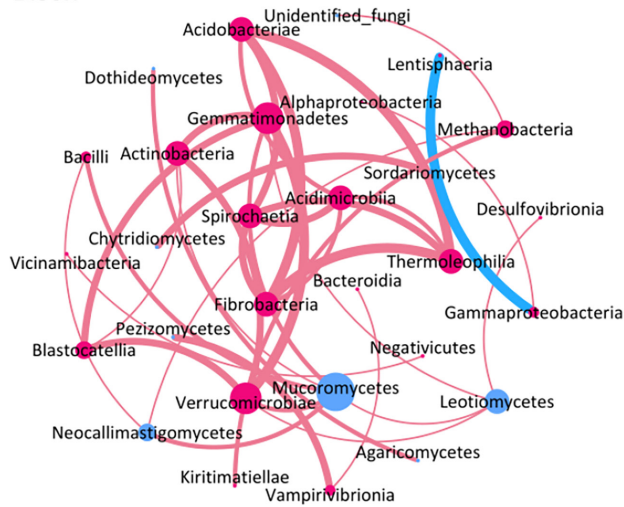 Unidentified_fungi
Acidobacteriae
Lentisphaeria
Dothideomycetes
Alphaproteobacteria
Gemmatimonadetes
Methanobacteria
Bacilli
Actinobacteria
Sordariomycetes
Acidimicrobiia
Spirochaetia
Desulfovibrionia
Chytridiomycetes
Vicinamibacteria
Thermoleophilia
Bacteroidia
Fibrobacteria
Gammaproteobacteria
Pezizomycetes
Blastocatellia
Negativicutes
Mucoromycetes
Verrucomicrobiae
Leotiomycetes
Neocallimastigomycetes
Agaricomycetes
Kiritimatiellae
Vampirivibrionia